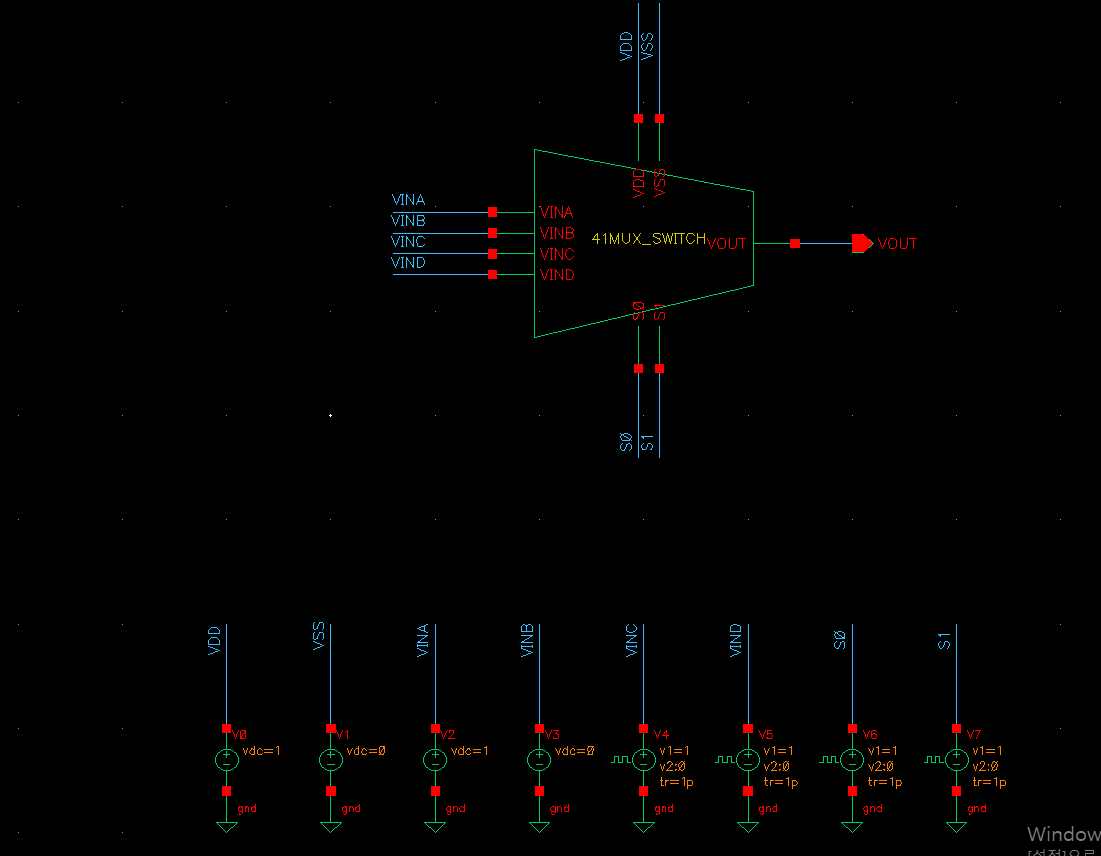 VDD
VSS
VDD
VSS
VINA
VINB
VINC
VIND
VINA
VINB
VINC
VIND
41MUX_SWITCH
VOUT
VOUT
S0
S1
S0
S1
VDD
VSS
VINA
VINB
VINC
VIND
S0
S1
V0
vdc=1
gnd
V1
vdc=0
gnd
V2
vdc=1
gnd
V3
vdc=0
gnd
V4
v1=1
v2:0
tr=1p
gnd
V5
v1=1
v2:0
tr=1p
gnd
V6
v1=1
v2:0
tr=1p
gnd
V7
v1=1
v2:0
tr=1p
gnd
Window